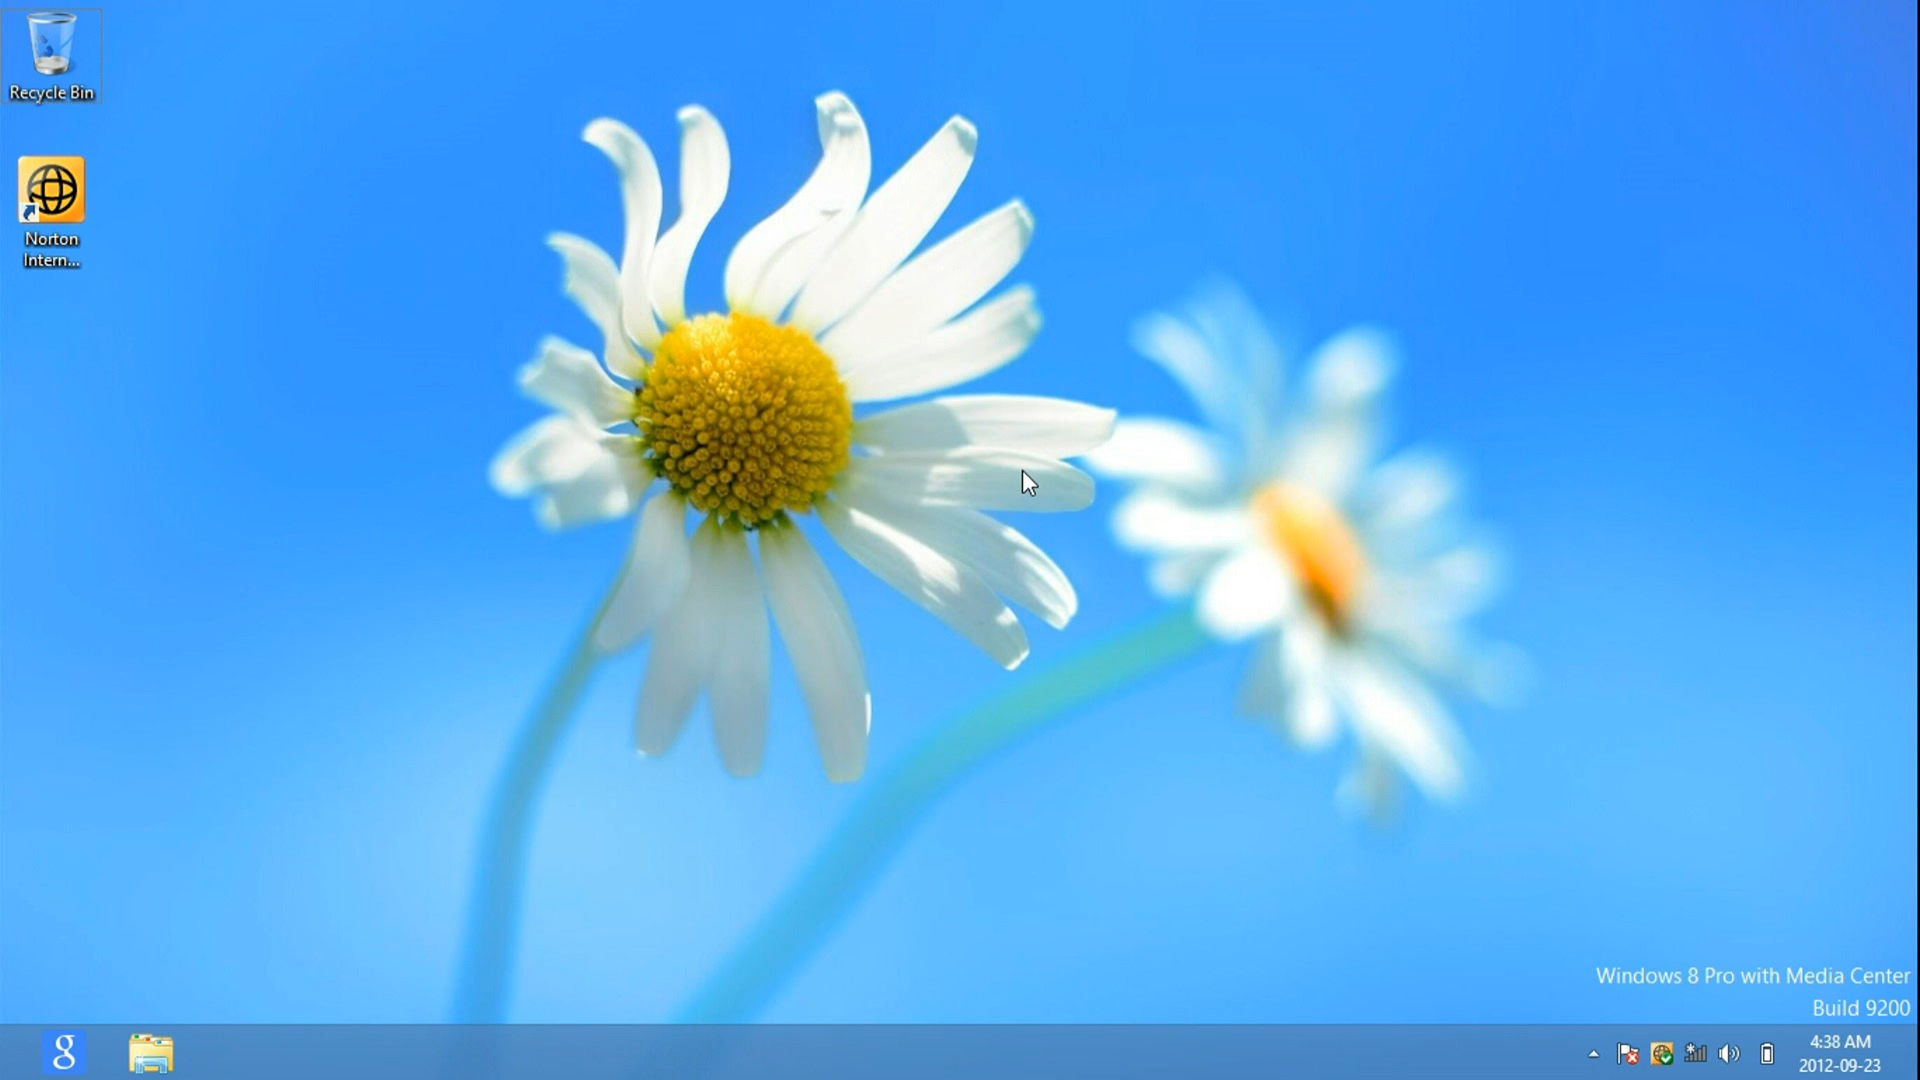 Recycle Bin
Norton
Intern...
Windows 8 Pro with Media Center
Build 9200
g
4:38 AM
2012-09-23